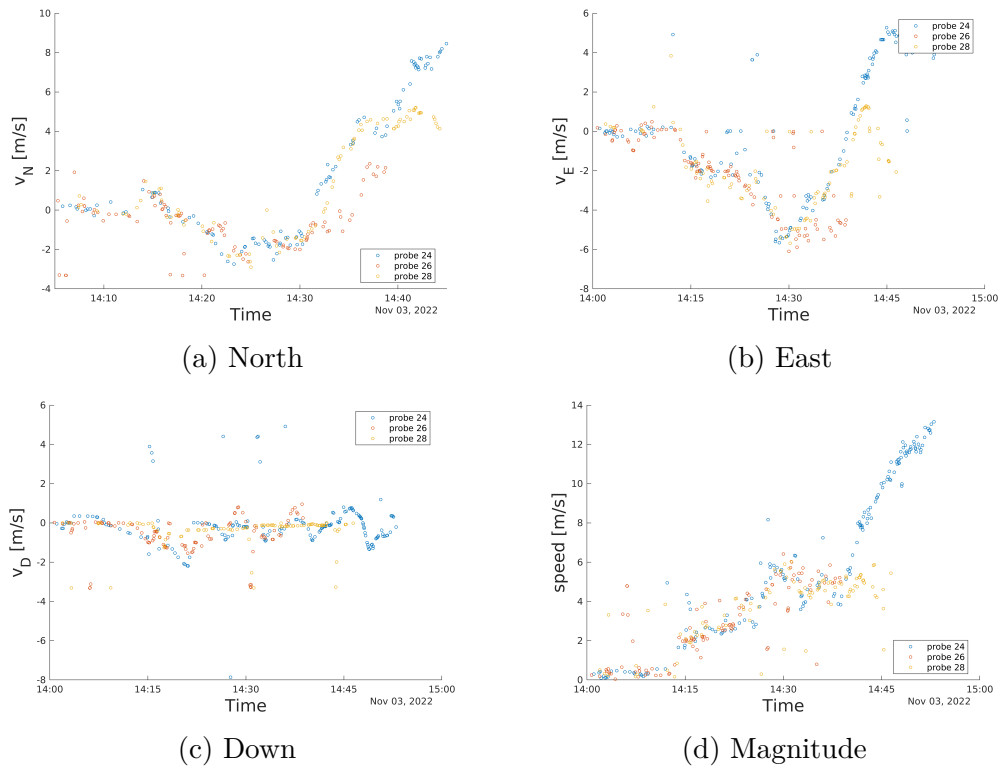 10
8
6
4
2
0
-2
-4
v_N [m/s]
14:10 14:20 14:30 14:40
Time
Nov 03, 2022
probe 24
probe 26
probe 28
(a) North
6
4
2
0
-2
-4
-6
-8
v_E [m/s]
14:00 14:15 14:30 14:45 15:00
Time
Nov 03, 2022
probe 24
probe 26
probe 28
(b) East
6
4
2
0
-2
-4
-6
-8
v_D [m/s]
14:00 14:15 14:30 14:45 15:00
Time
Nov 03, 2022
probe 24
probe 26
probe 28
(c) Down
14
12
10
8
6
4
2
0
speed [m/s]
14:00 14:15 14:30 14:45 15:00
Time
Nov 03, 2022
probe 24
probe 26
probe 28
(d) Magnitude